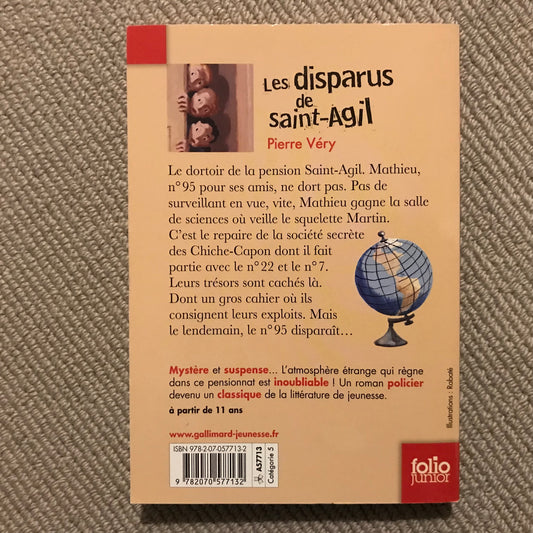 Les disparus
de
saint-Agil
Pierre Véry
Le dortoir de la pension Saint-Agil. Mathieu,
n° 95 pour ses amis, ne dort pas. Pas de
surveillant en vue, vite, Mathieu gagne la salle
de sciences où veille le squelette Martin.
C'est le repaire de la société secrète
des Chiche-Capon dont il fait
partie avec le n° 22 et le n° 7.
Leurs trésors sont cachés là.
Dont un gros cahier où ils
consignent leurs exploits. Mais
le lendemain, le n° 95 disparaît…
Mystère et suspense... L'atmosphère étrange qui règne
dans ce pensionnat est inoubliable ! Un roman policier
devenu un classique de la littérature de jeunesse.
à partir de 11 ans
www.gallimard-jeunesse.fr
ISBN 978-2-07-057713-2
9 782070 577132
A57713
Catégorie 5
Illustrations : Rabaté
folio
junior